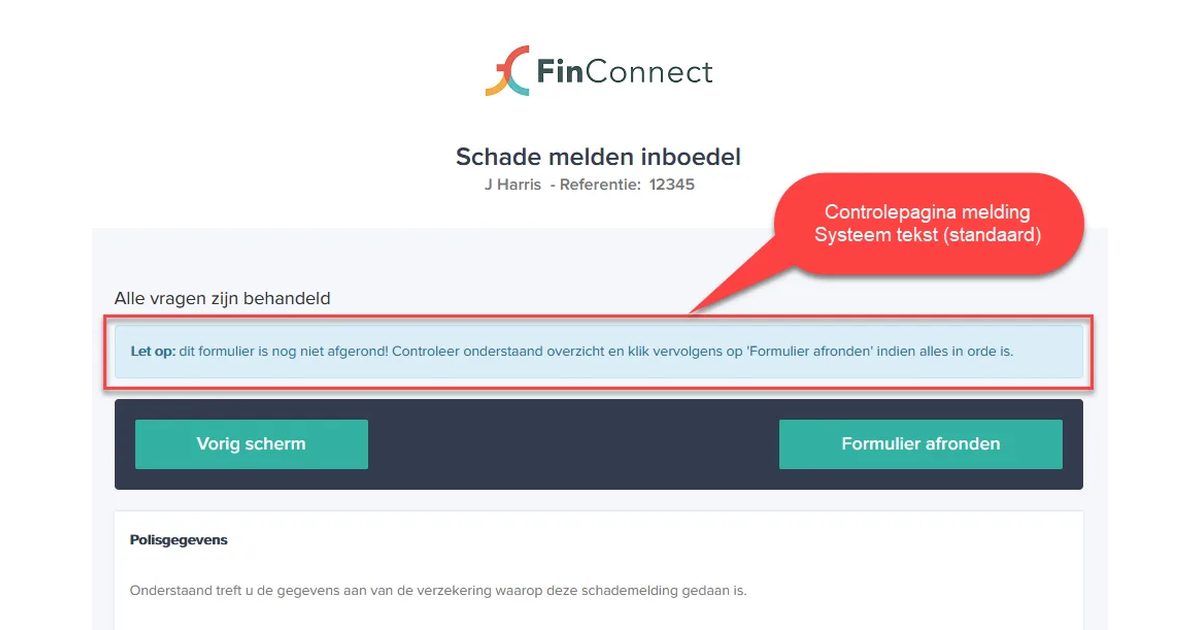 FinConnect
Schade melden inboedel
J Harris - Referentie: 12345
Controlepagina melding
Systeem tekst (standaard)
Alle vragen zijn behandeld
Let op: dit formulier is nog niet afgerond! Controleer onderstaand overzicht en klik vervolgens op 'Formulier afronden' indien alles in orde is.
Vorig scherm
Formulier afronden
Polisgegevens
Onderstaand treft u de gegevens aan van de verzekering waarop deze schademelding gedaan is.